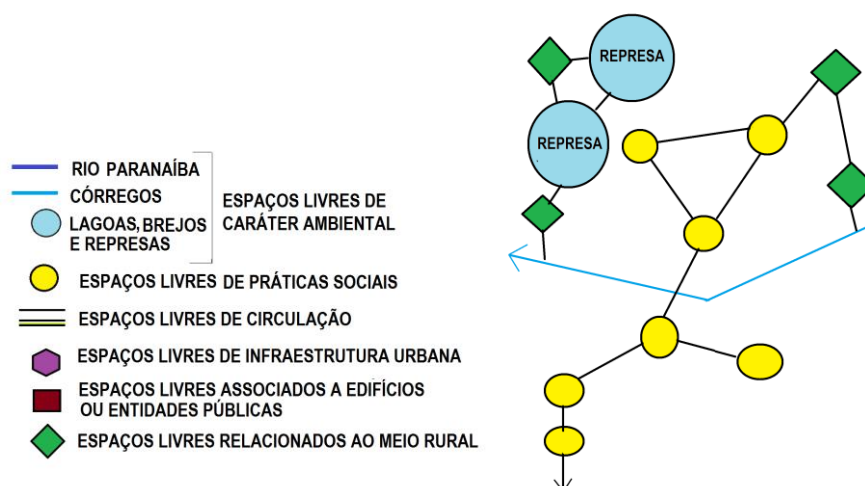 REPRESA
REPRESA
RIO PARANAÍBA
CÓRREGOS
LAGOAS, BREJOS
E REPRESAS
ESPAÇOS LIVRES DE
CARÁTER AMBIENTAL
ESPAÇOS LIVRES DE PRÁTICAS SOCIAIS
ESPAÇOS LIVRES DE CIRCULAÇÃO
ESPAÇOS LIVRES DE INFRAESTRUTURA URBANA
ESPAÇOS LIVRES ASSOCIADOS A EDIFÍCIOS
OU ENTIDADES PÚBLICAS
ESPAÇOS LIVRES RELACIONADOS AO MEIO RURAL